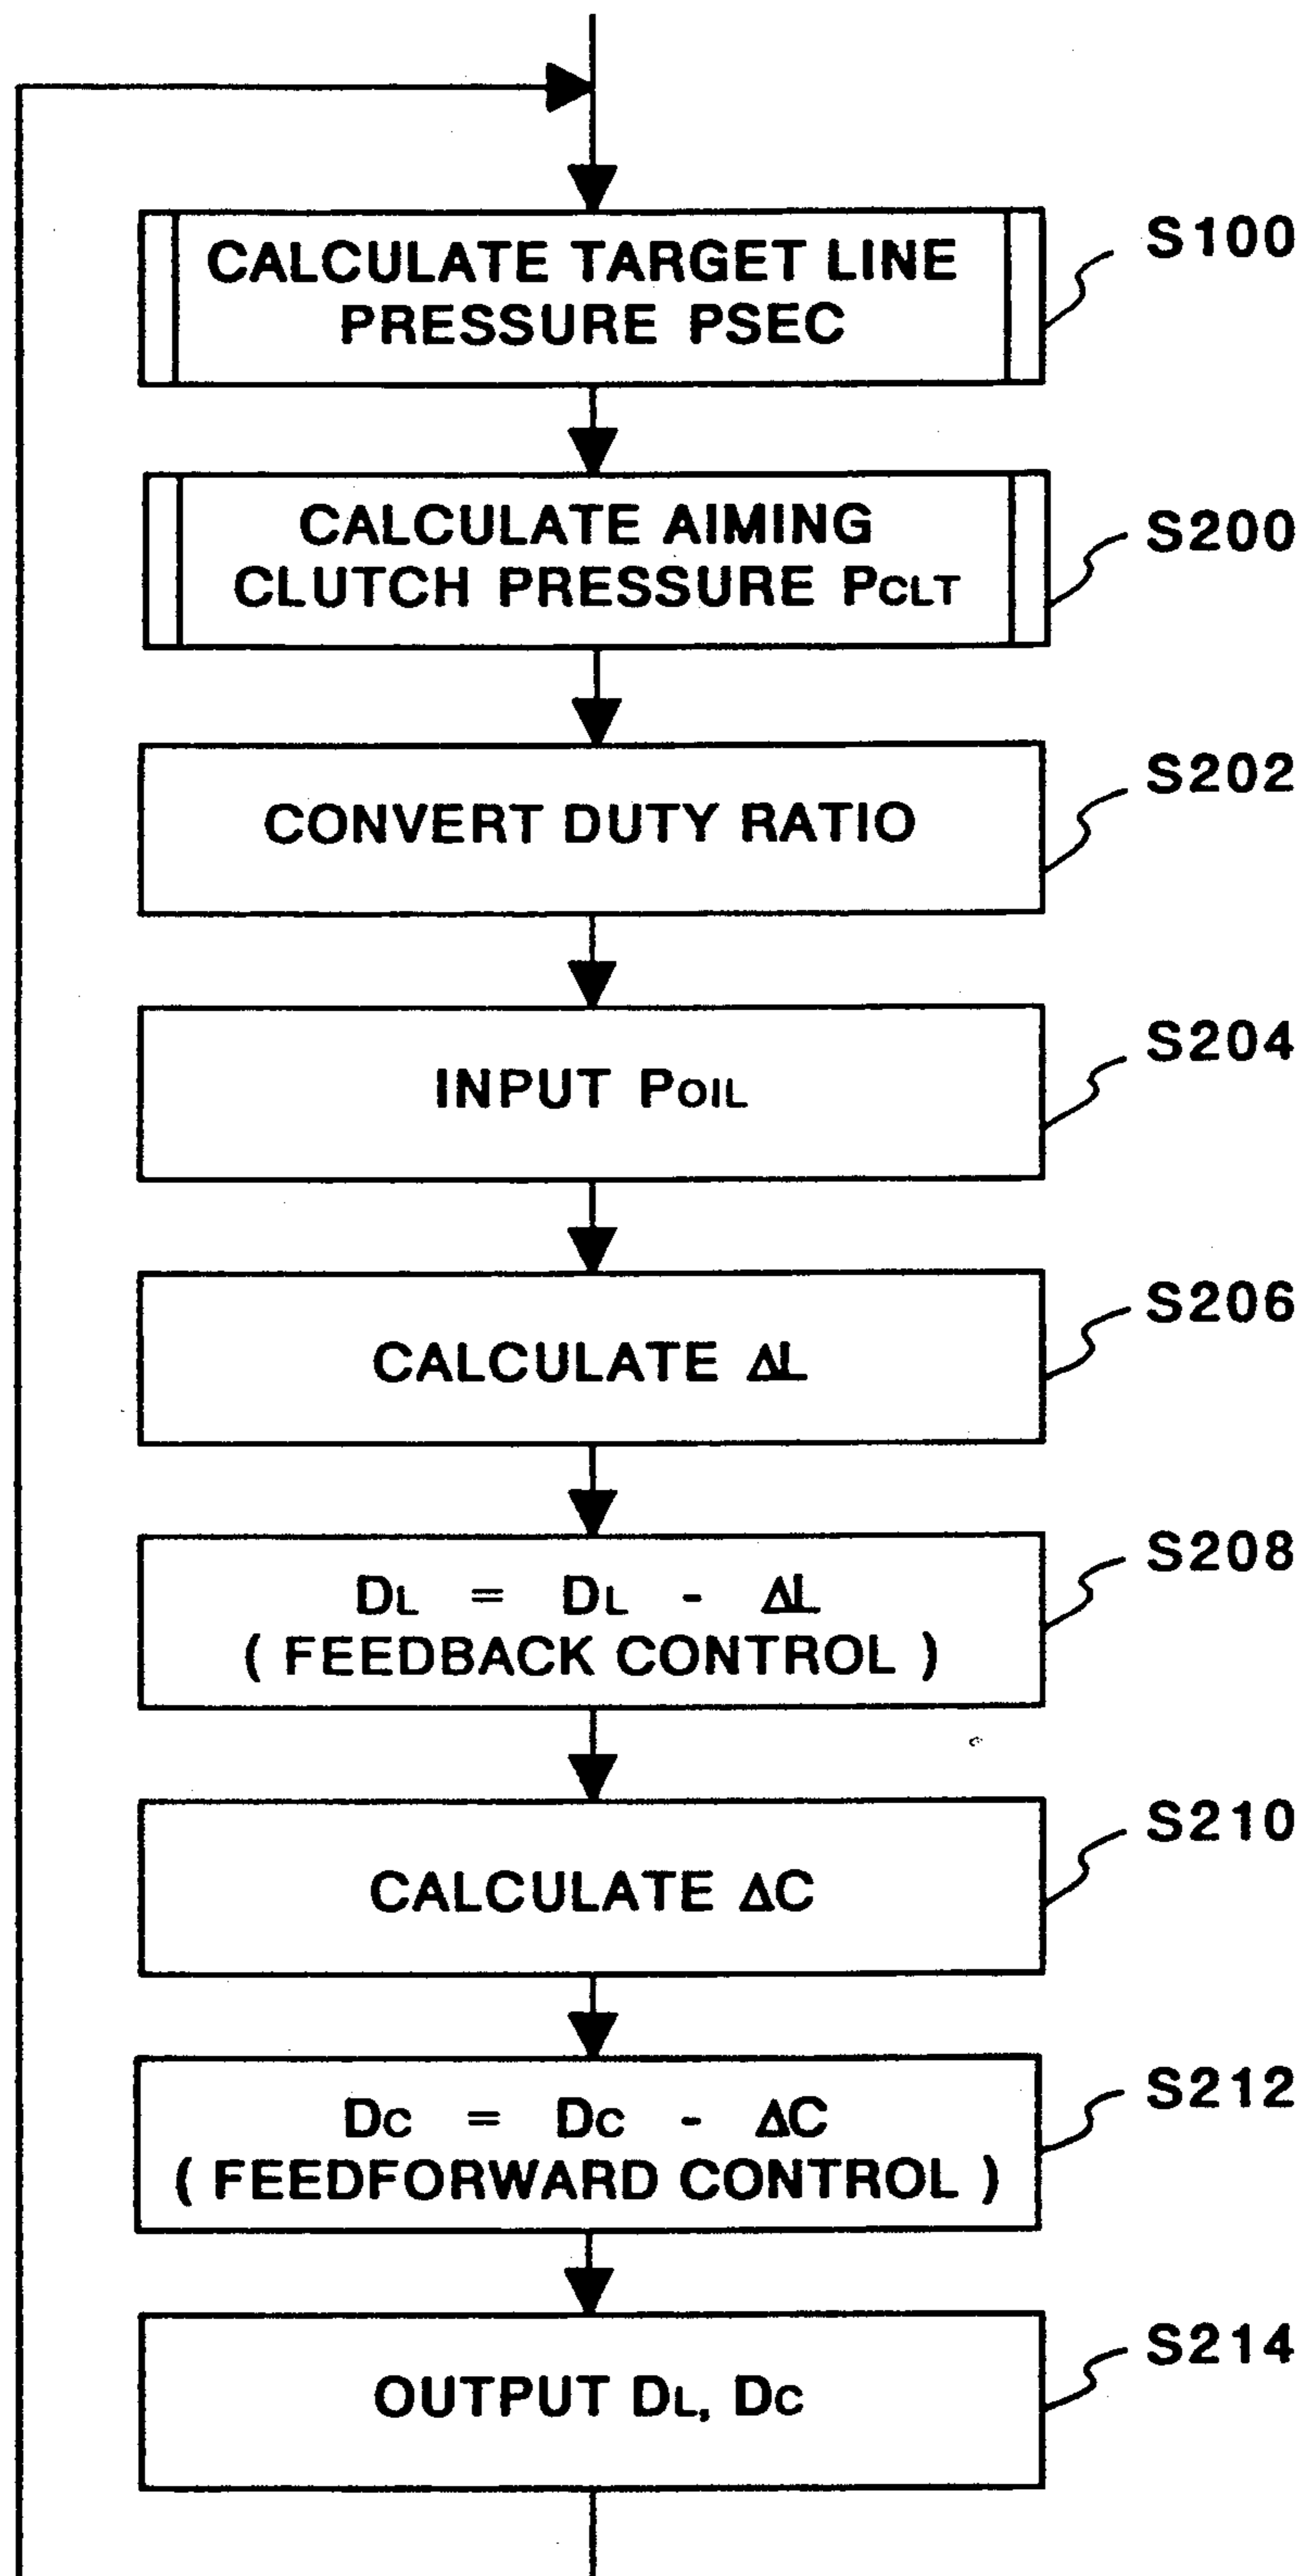 CALCULATE TARGET LINE
PRESSURE PSEC
S100
CALCULATE AIMING
CLUTCH PRESSURE PCLT
S200
CONVERT DUTY RATIO
S202
INPUT POIL
S204
CALCULATE ΔL
S206
DL = DL - ΔL
( FEEDBACK CONTROL )
S208
CALCULATE ΔC
S210
DC = DC - ΔC
( FEEDFORWARD CONTROL )
S212
OUTPUT DL, DC
S214